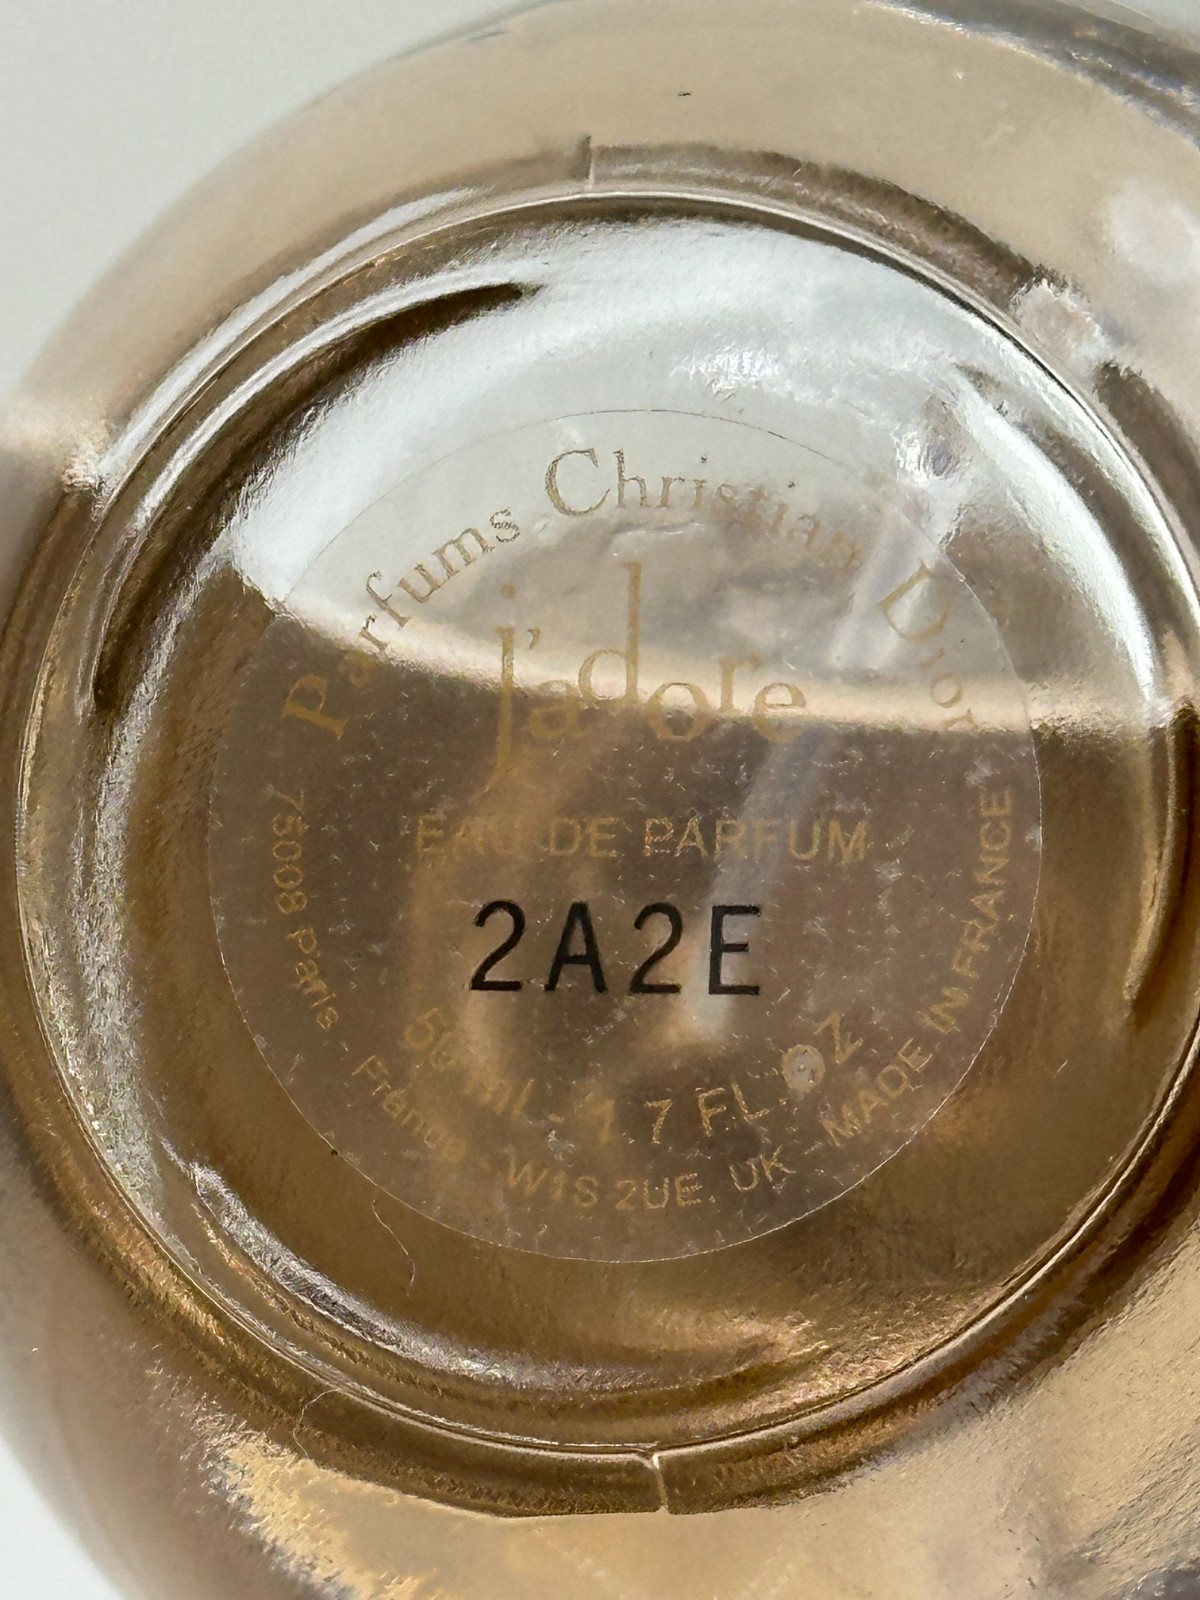 Parfums Christian Dior
j'adore
EAU DE PARFUM
2A2E
50 mL - 1.7 FL.OZ
75008 Paris - France - W1S 2UE. UK - MADE IN FRANCE